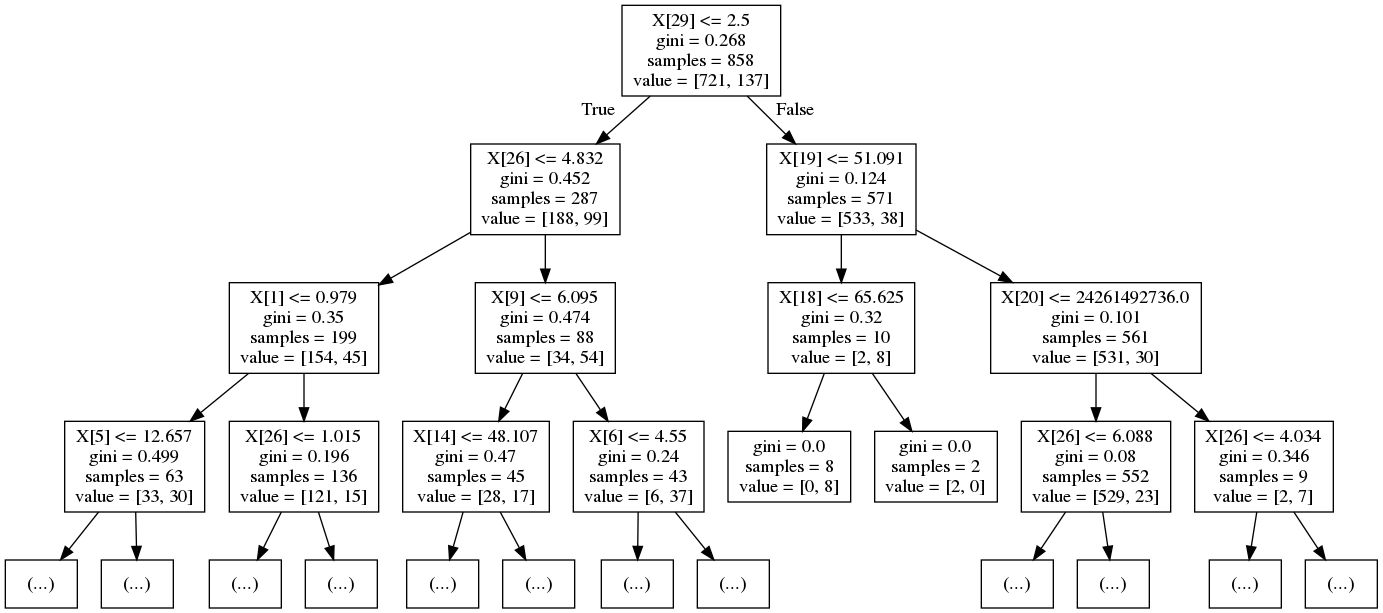 X[29] <= 2.5
gini = 0.268
samples = 858
value = [721, 137]
True
False
X[26] <= 4.832
gini = 0.452
samples = 287
value = [188, 99]
X[19] <= 51.091
gini = 0.124
samples = 571
value = [533, 38]
X[1] <= 0.979
gini = 0.35
samples = 199
value = [154, 45]
X[9] <= 6.095
gini = 0.474
samples = 88
value = [34, 54]
X[18] <= 65.625
gini = 0.32
samples = 10
value = [2, 8]
X[20] <= 24261492736.0
gini = 0.101
samples = 561
value = [531, 30]
X[5] <= 12.657
gini = 0.499
samples = 63
value = [33, 30]
X[26] <= 1.015
gini = 0.196
samples = 136
value = [121, 15]
X[14] <= 48.107
gini = 0.47
samples = 45
value = [28, 17]
X[6] <= 4.55
gini = 0.24
samples = 43
value = [6, 37]
gini = 0.0
samples = 8
value = [0, 8]
gini = 0.0
samples = 2
value = [2, 0]
X[26] <= 6.088
gini = 0.08
samples = 552
value = [529, 23]
X[26] <= 4.034
gini = 0.346
samples = 9
value = [2, 7]
(...)
(...)
(...)
(...)
(...)
(...)
(...)
(...)
(...)
(...)
(...)
(...)